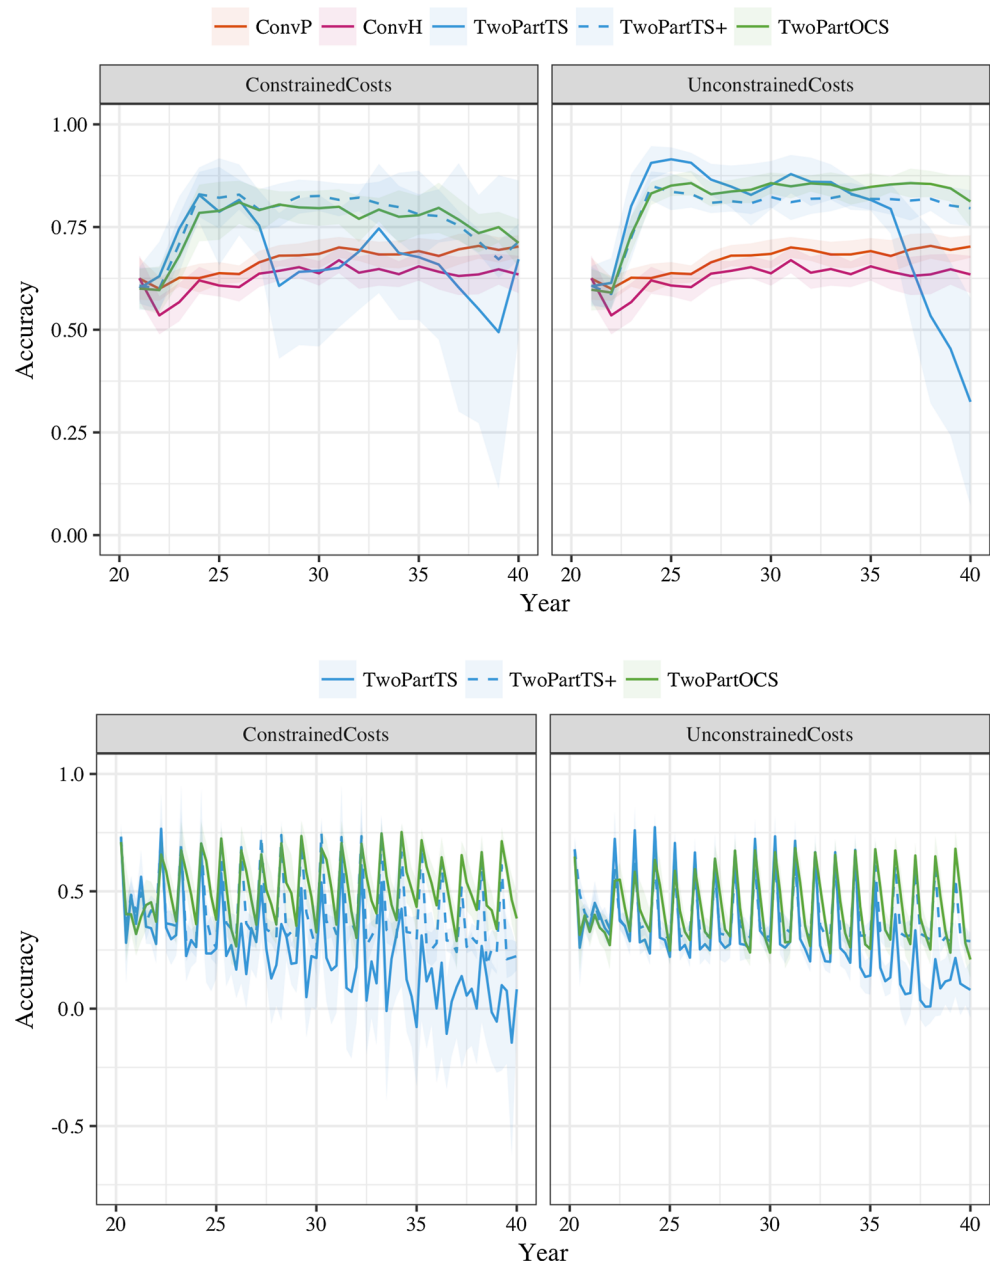 ConvP ConvH TwoPartTS TwoPartTS+ TwoPartOCS
ConstrainedCosts UnconstrainedCosts
1.00
0.75
0.50
0.25
0.00
Accuracy
20 25 30 35 40 20 25 30 35 40
Year
TwoPartTS TwoPartTS+ TwoPartOCS
ConstrainedCosts UnconstrainedCosts
1.0
0.5
0.0
-0.5
Accuracy
20 25 30 35 40 20 25 30 35 40
Year